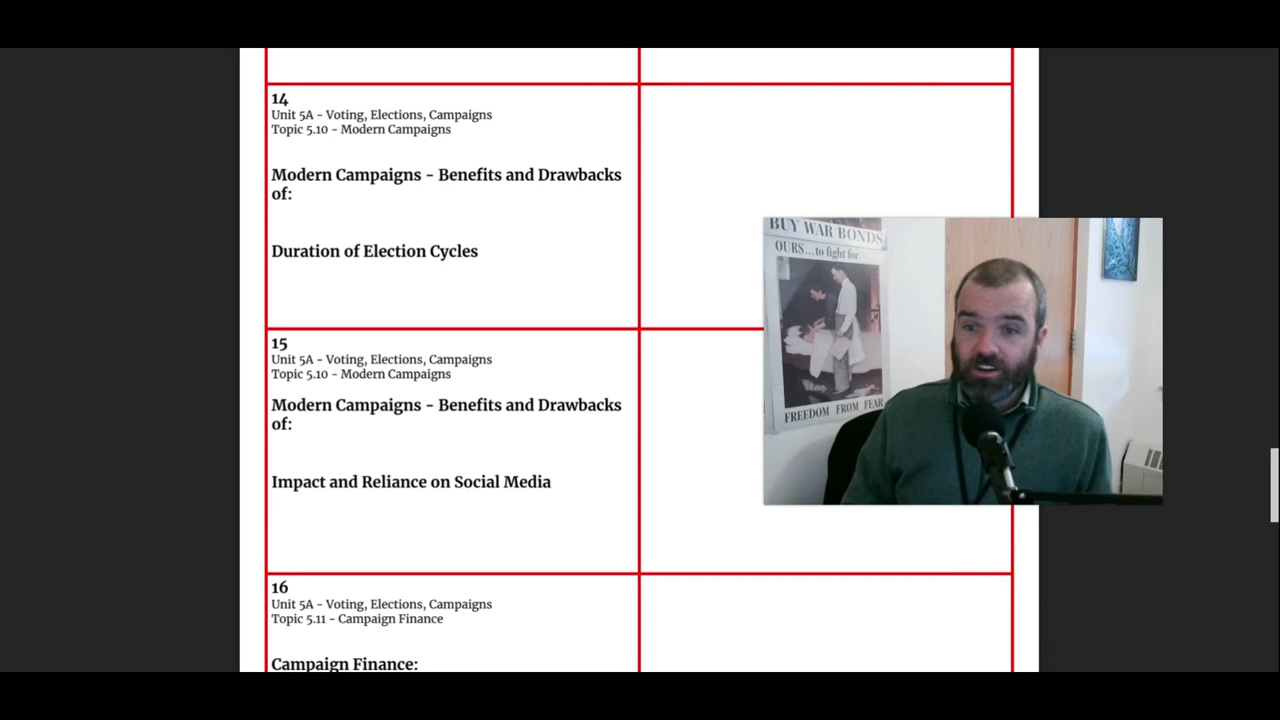 14
Unit 5A - Voting, Elections, Campaigns
Topic 5.10 - Modern Campaigns
Modern Campaigns - Benefits and Drawbacks
of:
Duration of Election Cycles
15
Unit 5A - Voting, Elections, Campaigns
Topic 5.10 - Modern Campaigns
Modern Campaigns - Benefits and Drawbacks
of:
Impact and Reliance on Social Media
16
Unit 5A - Voting, Elections, Campaigns
Topic 5.11 - Campaign Finance
Campaign Finance:
BUY WAR BONDS
OURS...to fight for
FREEDOM FROM FEAR